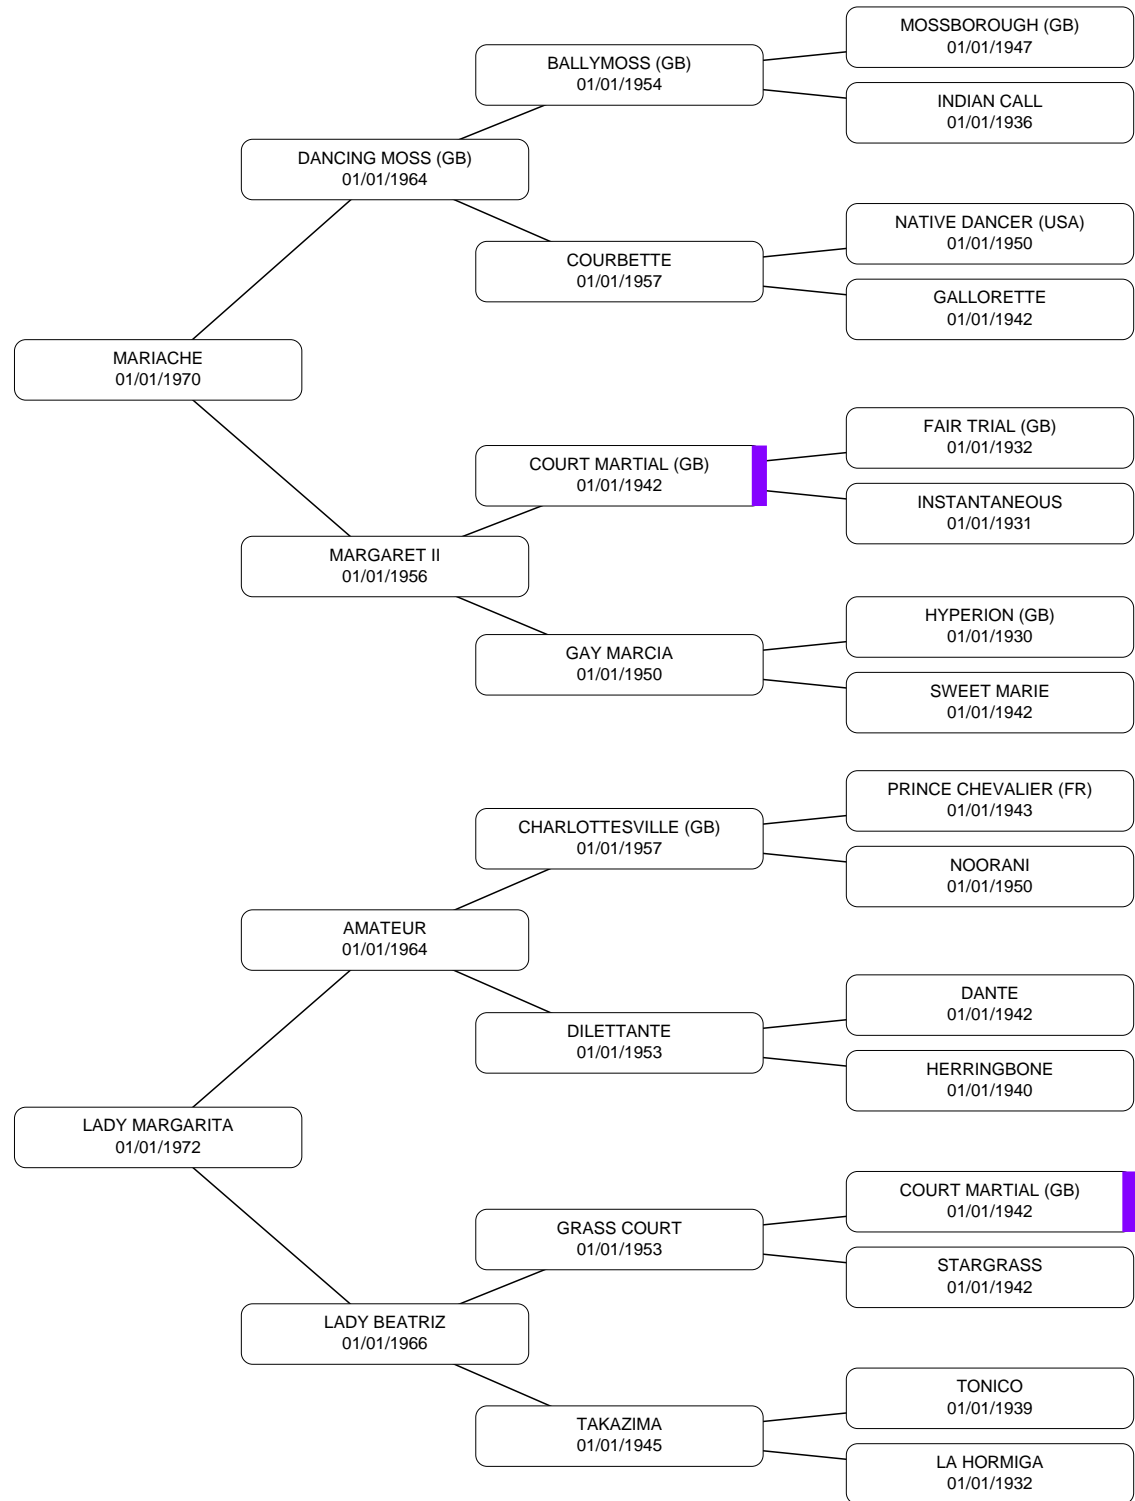 MOSSBOROUGH (GB)
01/01/1947
BALLYMOSS (GB)
01/01/1954
INDIAN CALL
01/01/1936
DANCING MOSS (GB)
01/01/1964
NATIVE DANCER (USA)
01/01/1950
COURBETTE
01/01/1957
GALLORETTE
01/01/1942
MARIACHE
01/01/1970
FAIR TRIAL (GB)
01/01/1932
COURT MARTIAL (GB)
01/01/1942
INSTANTANEOUS
01/01/1931
MARGARET II
01/01/1956
HYPERION (GB)
01/01/1930
GAY MARCIA
01/01/1950
SWEET MARIE
01/01/1942
PRINCE CHEVALIER (FR)
01/01/1943
CHARLOTTESVILLE (GB)
01/01/1957
NOORANI
01/01/1950
AMATEUR
01/01/1964
DANTE
01/01/1942
DILETTANTE
01/01/1953
HERRINGBONE
01/01/1940
LADY MARGARITA
01/01/1972
COURT MARTIAL (GB)
01/01/1942
GRASS COURT
01/01/1953
STARGRASS
01/01/1942
LADY BEATRIZ
01/01/1966
TONICO
01/01/1939
TAKAZIMA
01/01/1945
LA HORMIGA
01/01/1932